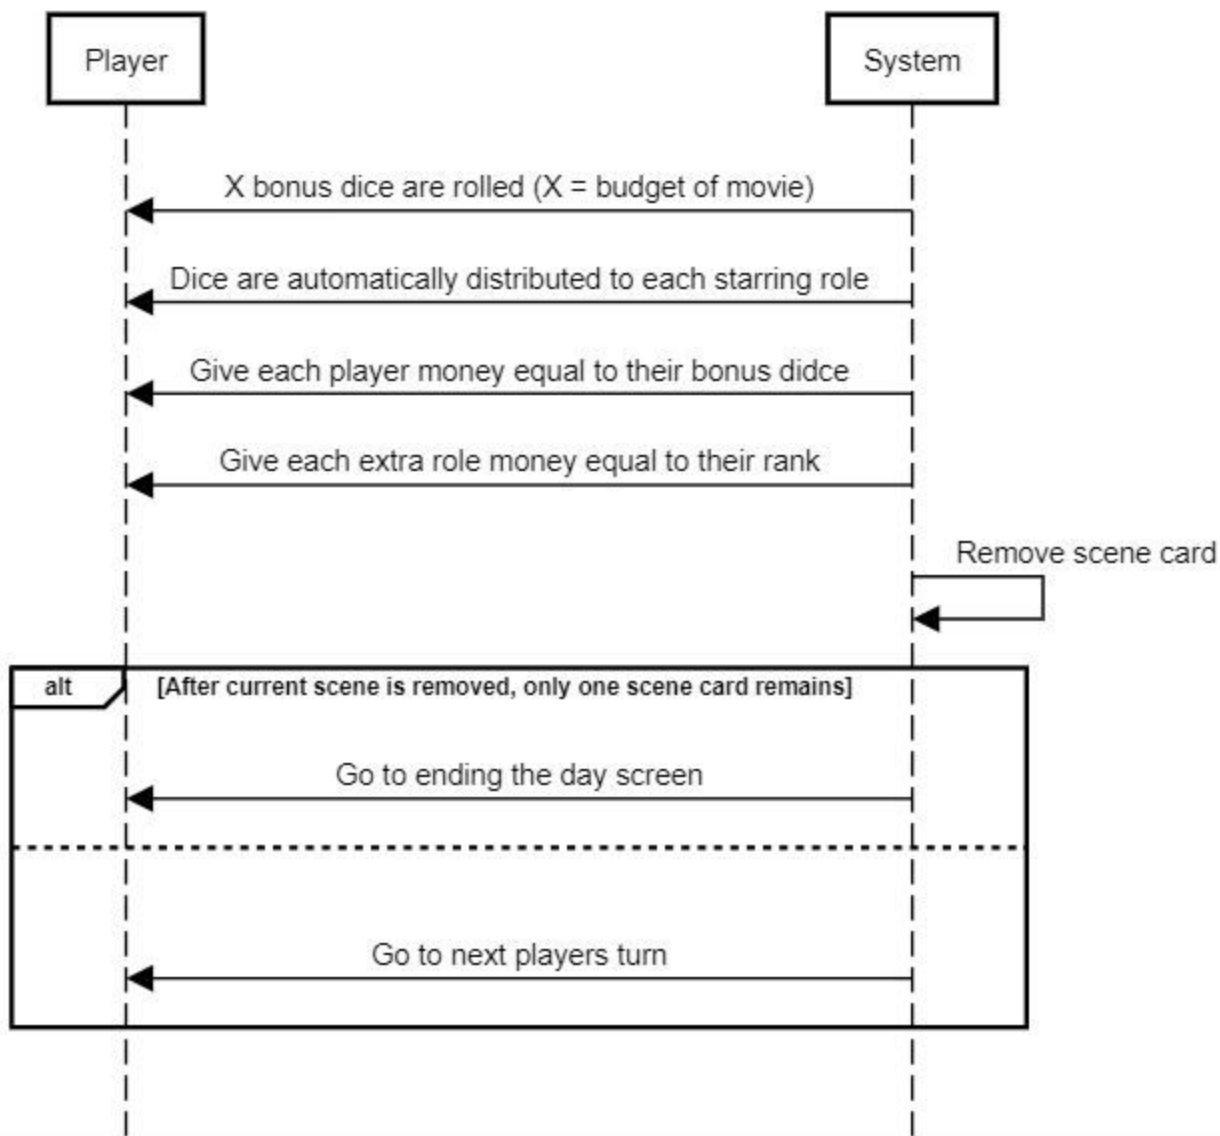 Player
System
X bonus dice are rolled (X = budget of movie)
Dice are automatically distributed to each starring role
Give each player money equal to their bonus didce
Give each extra role money equal to their rank
Remove scene card
alt
[After current scene is removed, only one scene card remains]
Go to ending the day screen
Go to next players turn